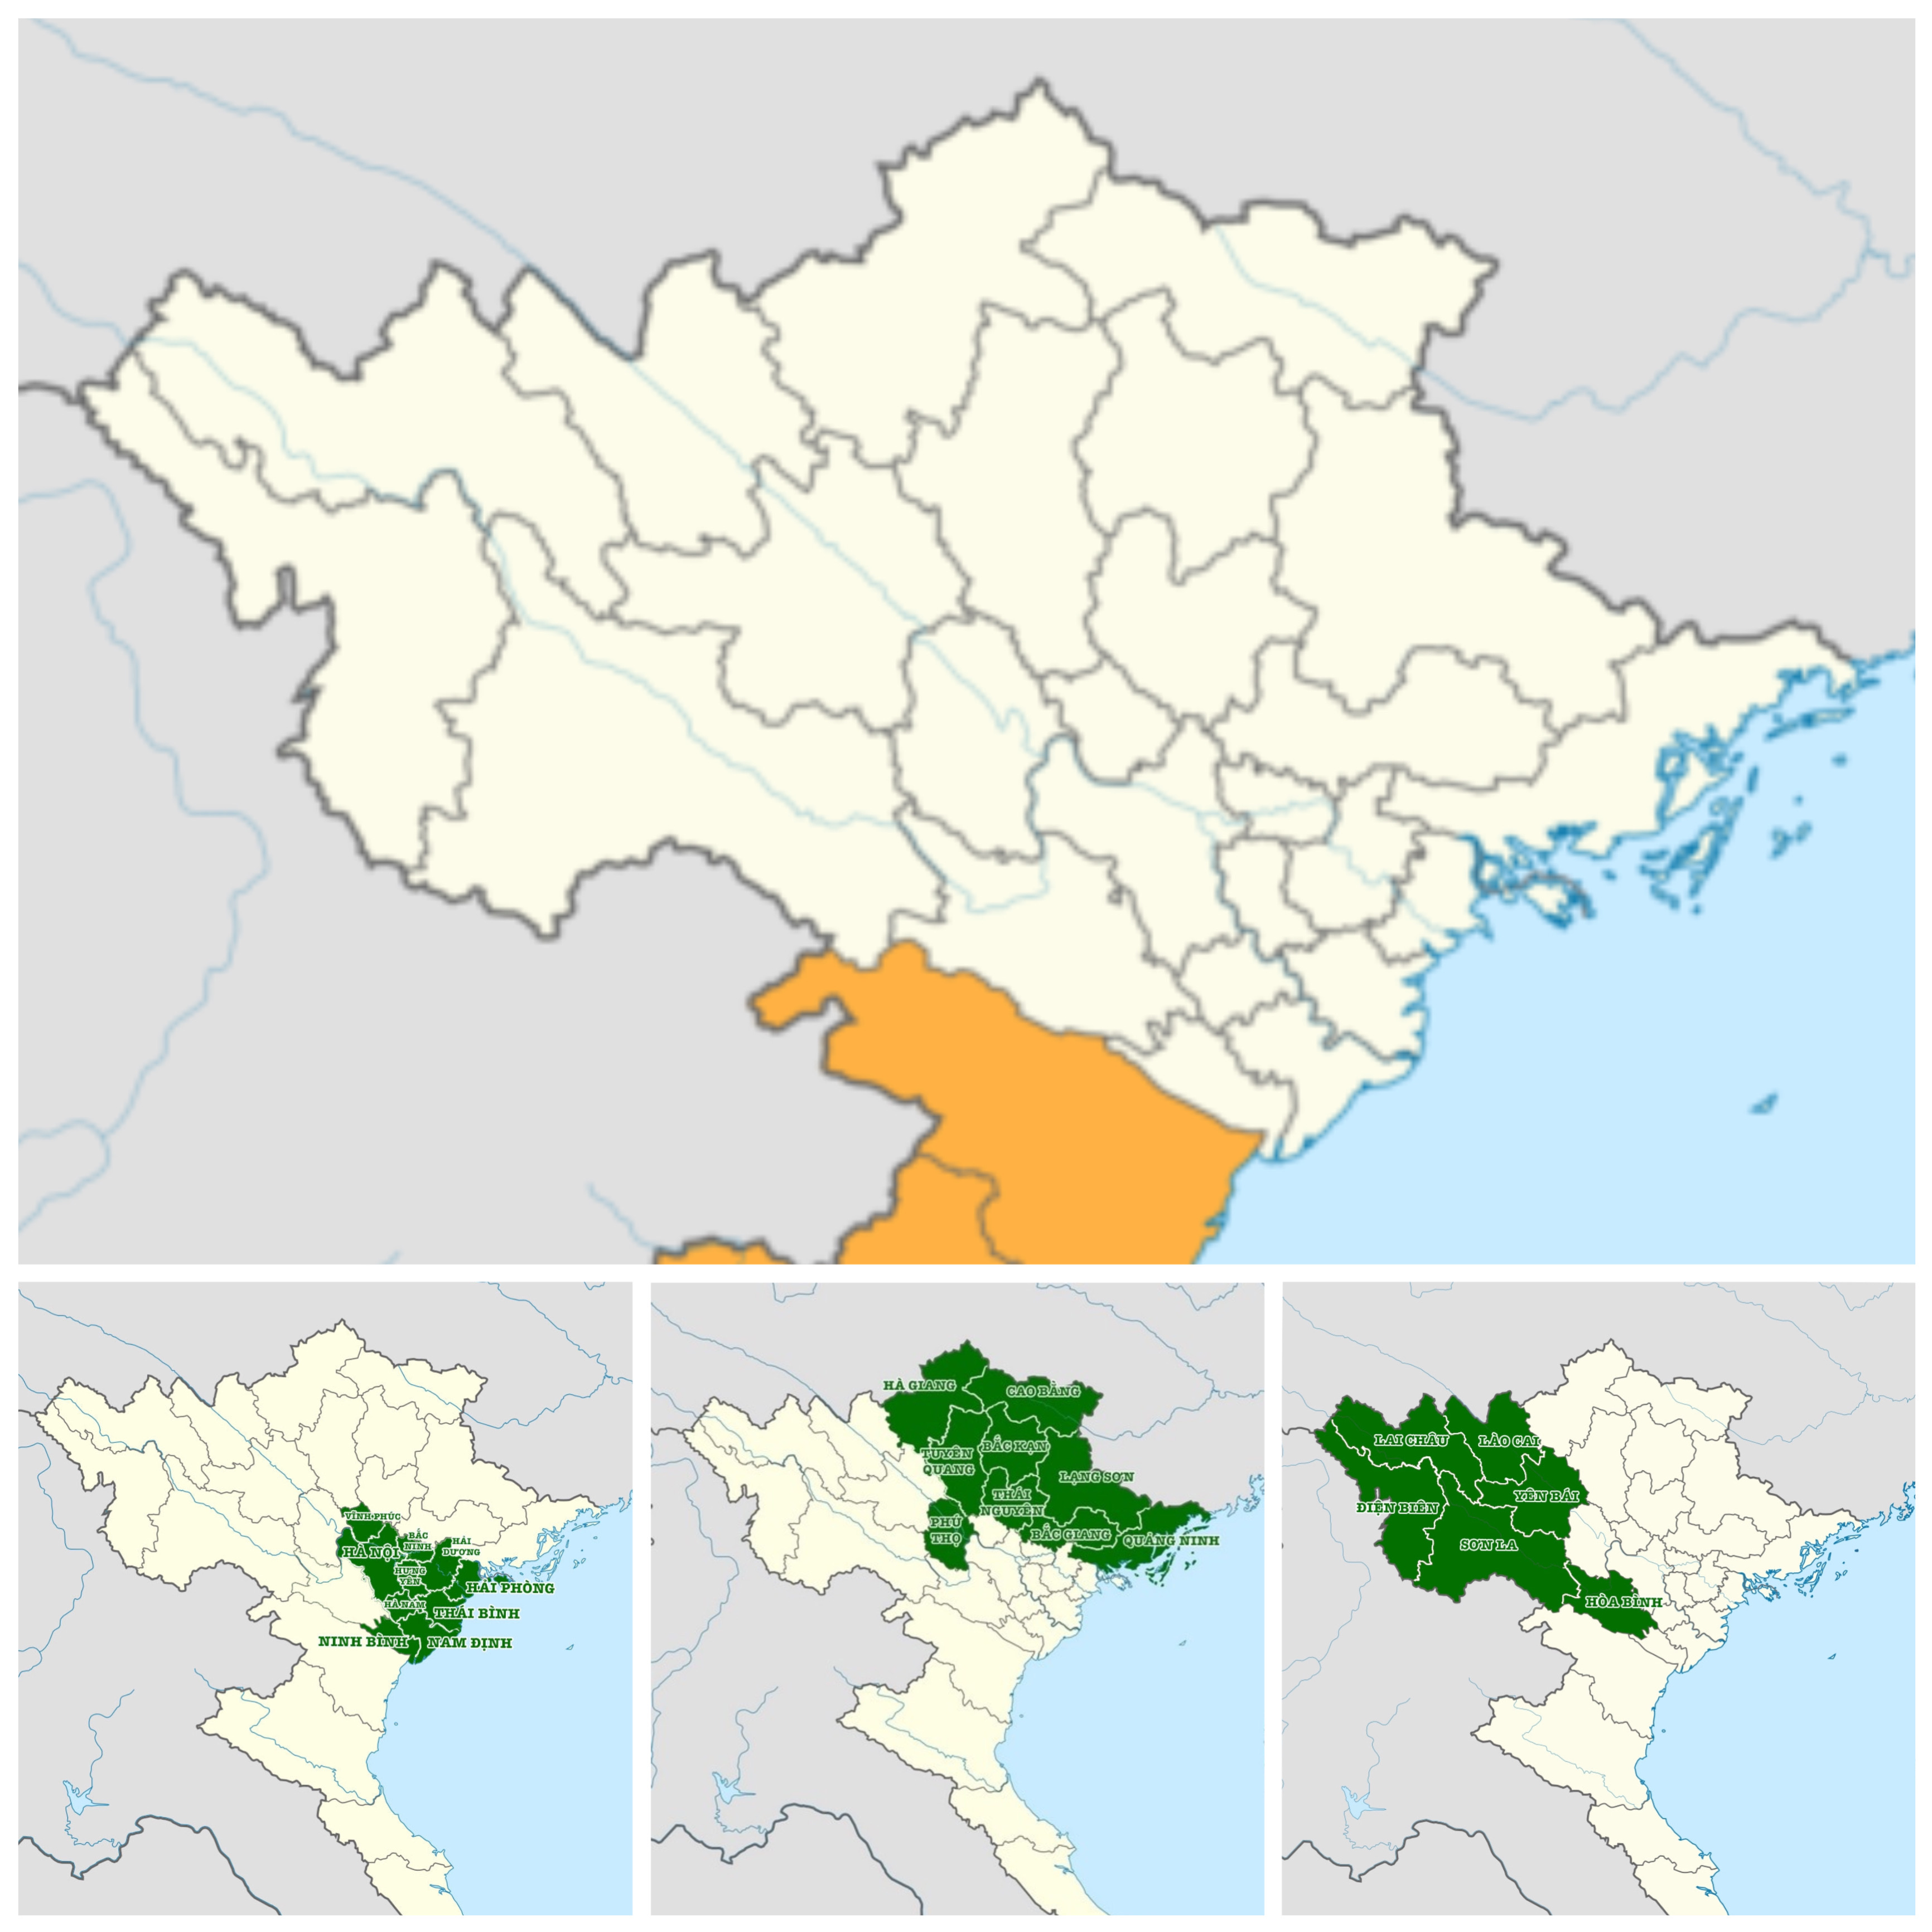 VĨNH PHÚC
BẮC
NINH
HẢI
DƯƠNG
HÀ NỘI
HƯNG
YÊN
HẢI PHÒNG
HÀ NAM
THÁI BÌNH
NINH BÌNH
NAM ĐỊNH
HÀ GIANG
CAO BẰNG
TUYÊN
QUANG
BẮC KẠN
LẠNG SƠN
THÁI
NGUYÊN
PHÚ
THỌ
BẮC GIANG
QUẢNG NINH
LAI CHÂU
LÀO CAI
ĐIỆN BIÊN
YÊN BÁI
SƠN LA
HÒA BÌNH